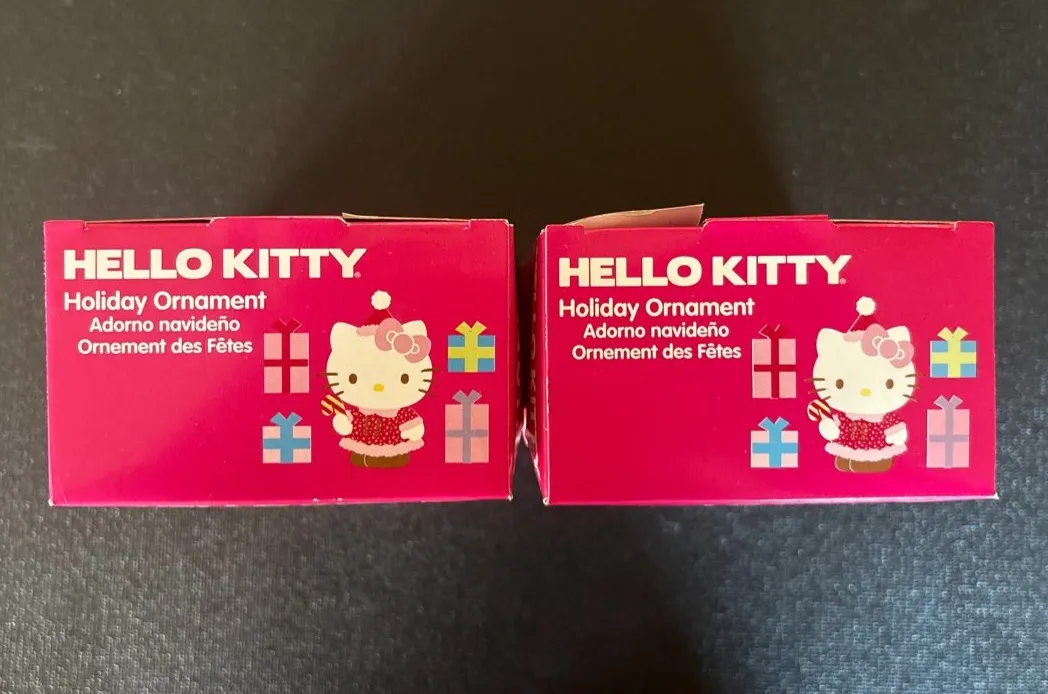 HELLO KITTY®
Holiday Ornament
Adorno navideño
Ornement des Fêtes
HELLO KITTY®
Holiday Ornament
Adorno navideño
Ornement des Fêtes